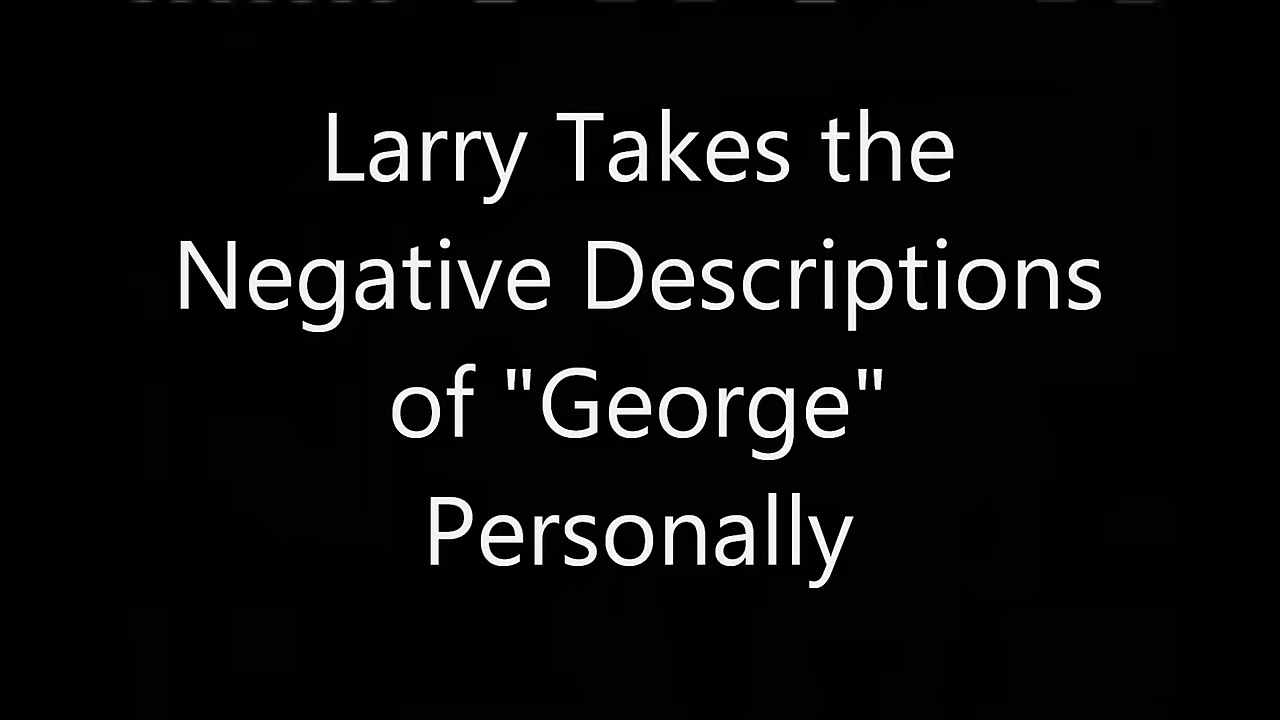 Larry Takes the
Negative Descriptions
of "George"
Personally